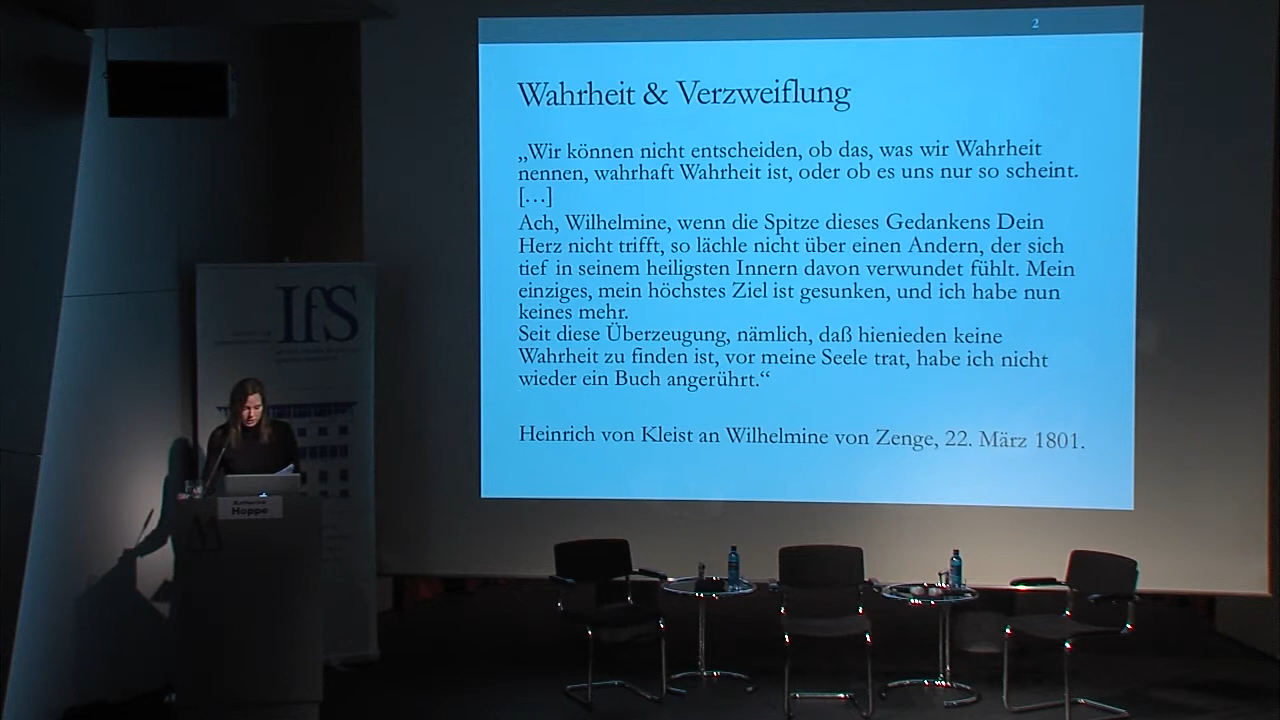 2
Wahrheit & Verzweiflung
„Wir können nicht entscheiden, ob das, was wir Wahrheit
nennen, wahrhaft Wahrheit ist, oder ob es uns nur so scheint.
[…]
Ach, Wilhelmine, wenn die Spitze dieses Gedankens Dein
Herz nicht trifft, so lächle nicht über einen Andern, der sich
tief in seinem heiligsten Innern davon verwundet fühlt. Mein
einziges, mein höchstes Ziel ist gesunken, und ich habe nun
keines mehr.
Seit diese Überzeugung, nämlich, daß hienieden keine
Wahrheit zu finden ist, vor meine Seele trat, habe ich nicht
wieder ein Buch angerührt.“
Heinrich von Kleist an Wilhelmine von Zenge, 22. März 1801.
IfS
Katharina
Hoppe